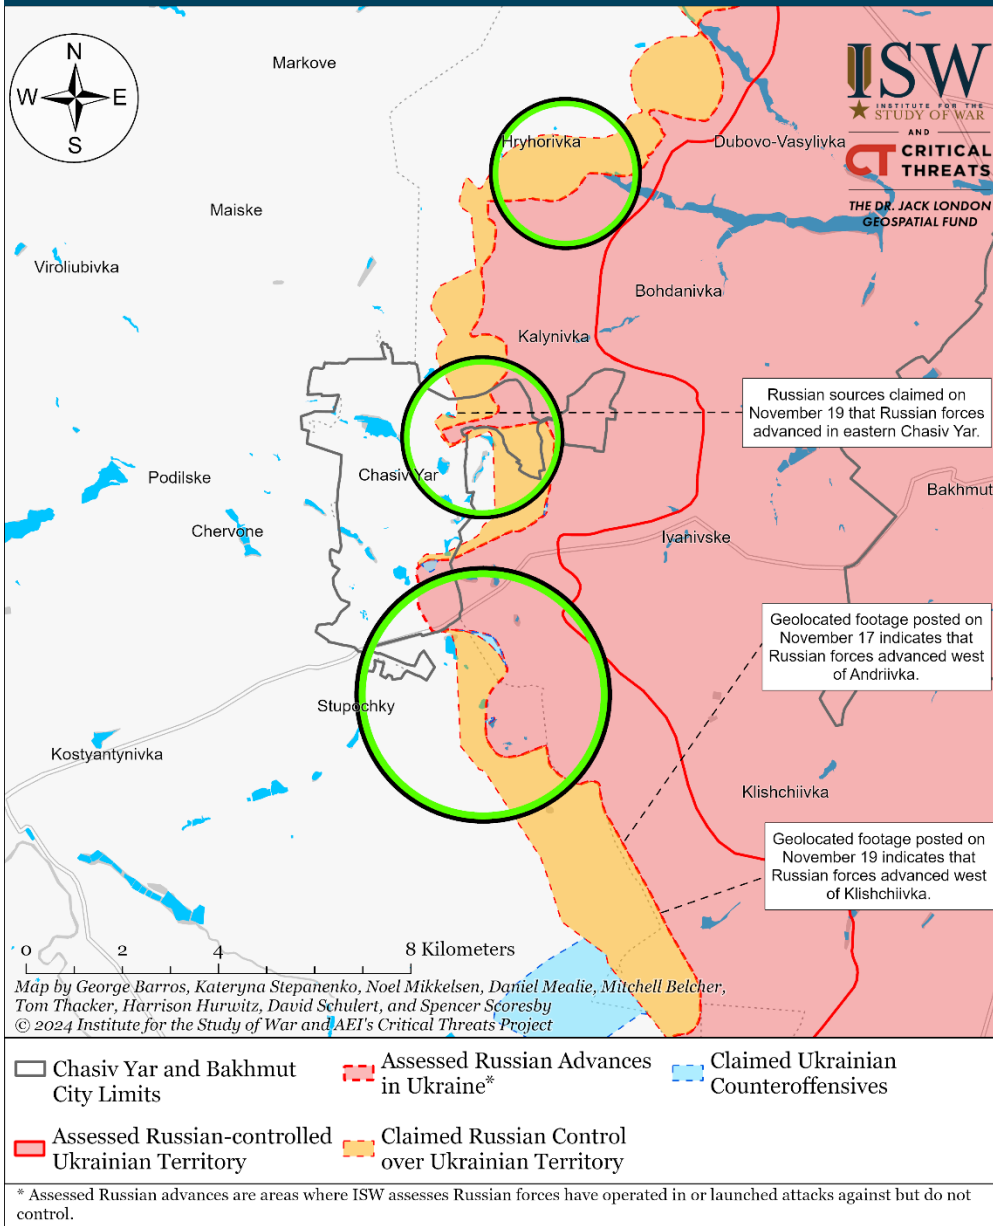 N
W
E
S
Markove
ISW
INSTITUTE FOR THE
STUDY OF WAR
AND
CT CRITICAL
THREATS
THE DR. JACK LONDON
GEOSPATIAL FUND
Hryhorivka
Dubovo-Vasylivka
Maiske
Viroliubivka
Bohdanivka
Kalynivka
Russian sources claimed on
November 19 that Russian forces
advanced in eastern Chasiv Yar.
Podilske
Chasiv Yar
Bakhmut
Chervone
Ivanivske
Geolocated footage posted on
November 17 indicates that
Russian forces advanced west
of Andriivka.
Stupochky
Kostyantynivka
Klishchiivka
Geolocated footage posted on
November 19 indicates that
Russian forces advanced west
of Klishchiivka.
0 2 4 8 Kilometers
Map by George Barros, Kateryna Stepanenko, Noel Mikkelsen, Daniel Mealie, Mitchell Belcher,
Tom Thacker, Harrison Hurwitz, David Schulert, and Spencer Scoresby
© 2024 Institute for the Study of War and AEI's Critical Threats Project
Chasiv Yar and Bakhmut
City Limits
Assessed Russian Advances
in Ukraine*
Claimed Ukrainian
Counteroffensives
Assessed Russian-controlled
Ukrainian Territory
Claimed Russian Control
over Ukrainian Territory
* Assessed Russian advances are areas where ISW assesses Russian forces have operated in or launched attacks against but do not
control.